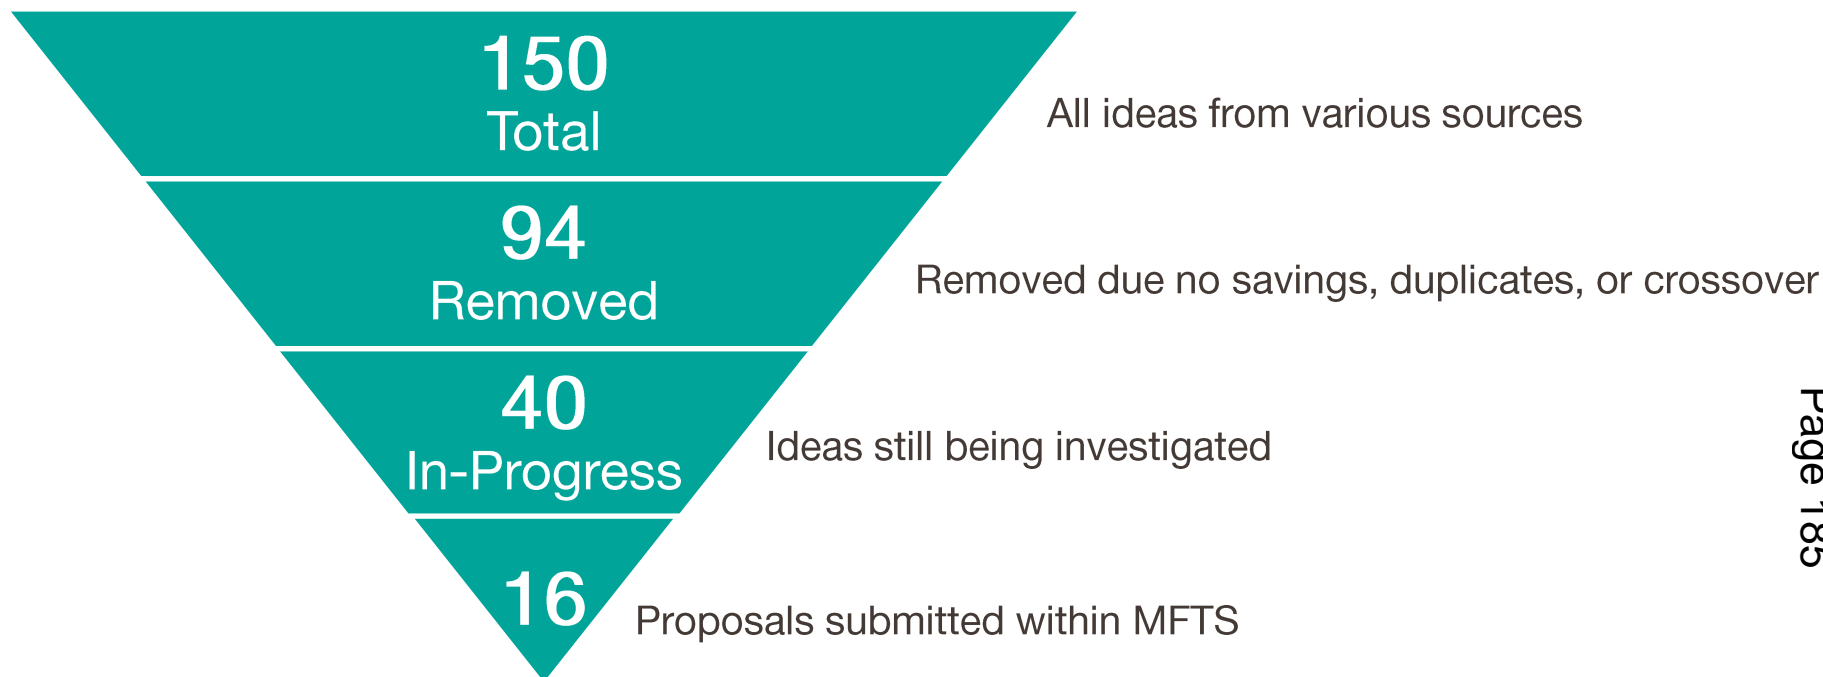 150
Total
All ideas from various sources
94
Removed
Removed due no savings, duplicates, or crossover
40
In-Progress
Ideas still being investigated
16
Proposals submitted within MFTS
Page 185